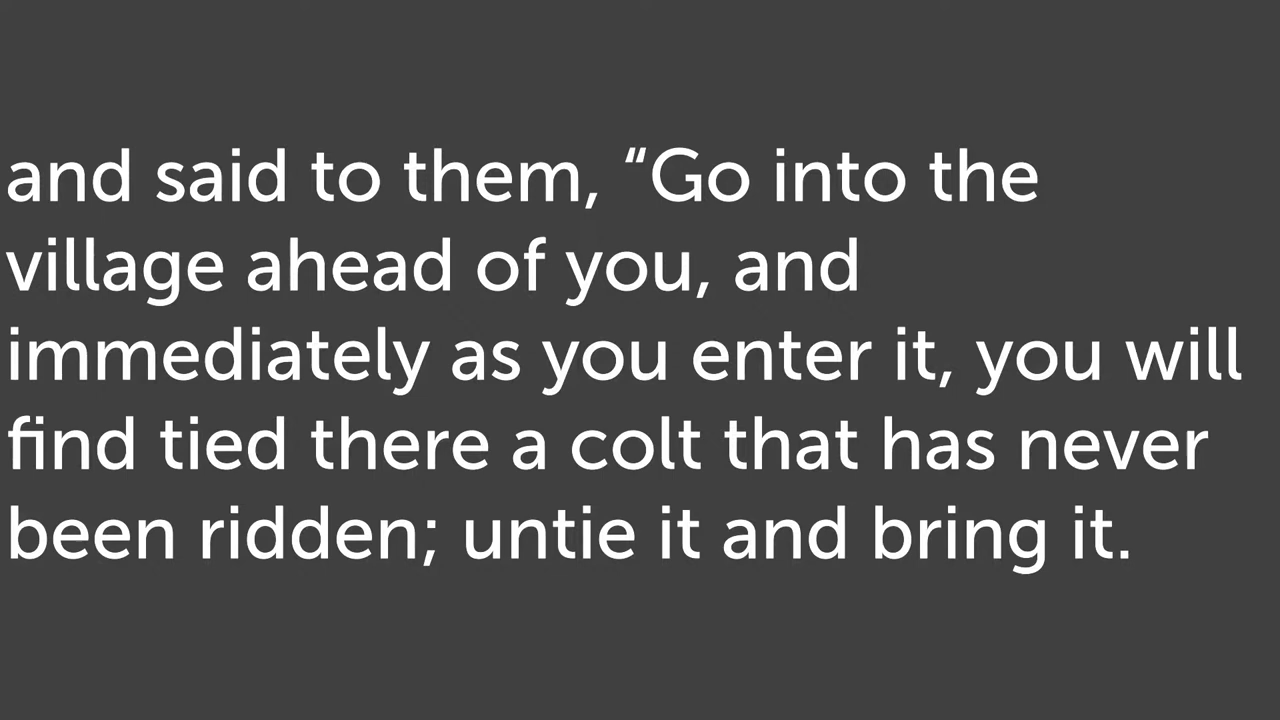 and said to them, “Go into the
village ahead of you, and
immediately as you enter it, you will
find tied there a colt that has never
been ridden; untie it and bring it.